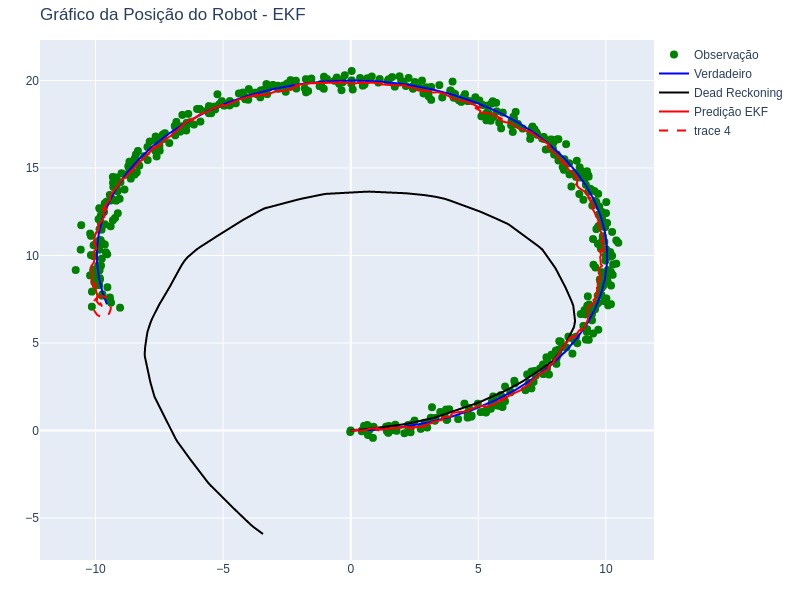 Gráfico da Posição do Robot - EKF
Observação
Verdadeiro
Dead Reckoning
Predição EKF
trace 4
20
15
10
5
0
−5
−10
−5
0
5
10